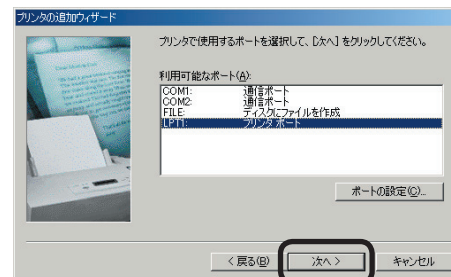 プリンタの追加ウィザード
プリンタで使用するポートを選択して、[次へ] をクリックしてください。
利用可能なポート(A):
COM1: 通信ポート
COM2: 通信ポート
FILE: ディスクにファイルを作成
LPT1: プリンタ ポート
ポートの設定(C)...
< 戻る(B)
次へ >
キャンセル